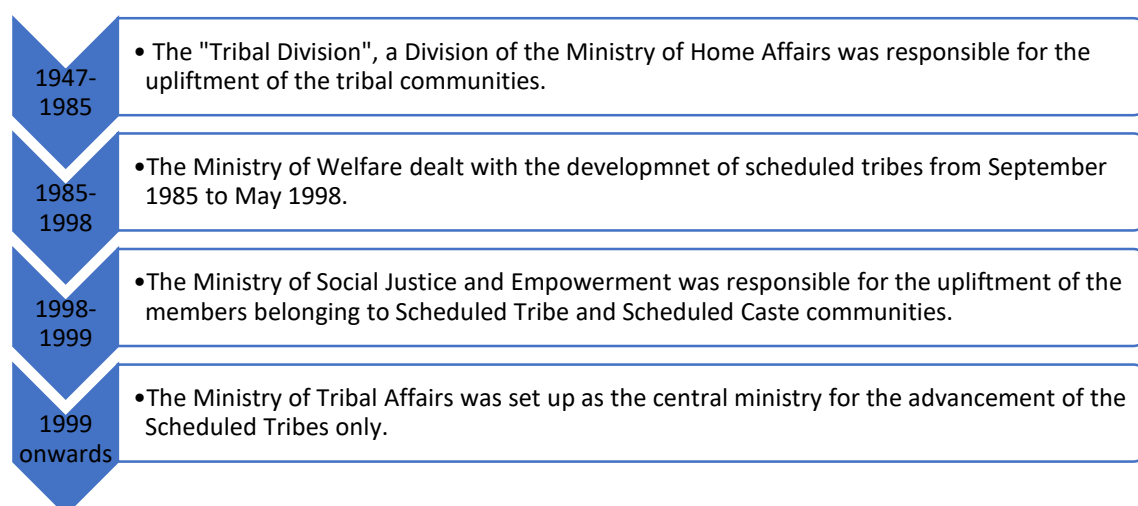 1947-
1985
• The "Tribal Division", a Division of the Ministry of Home Affairs was responsible for the
upliftment of the tribal communities.
1985-
1998
•The Ministry of Welfare dealt with the developmnet of scheduled tribes from September
1985 to May 1998.
1998-
1999
•The Ministry of Social Justice and Empowerment was responsible for the upliftment of the
members belonging to Scheduled Tribe and Scheduled Caste communities.
1999
onwards
•The Ministry of Tribal Affairs was set up as the central ministry for the advancement of the
Scheduled Tribes only.